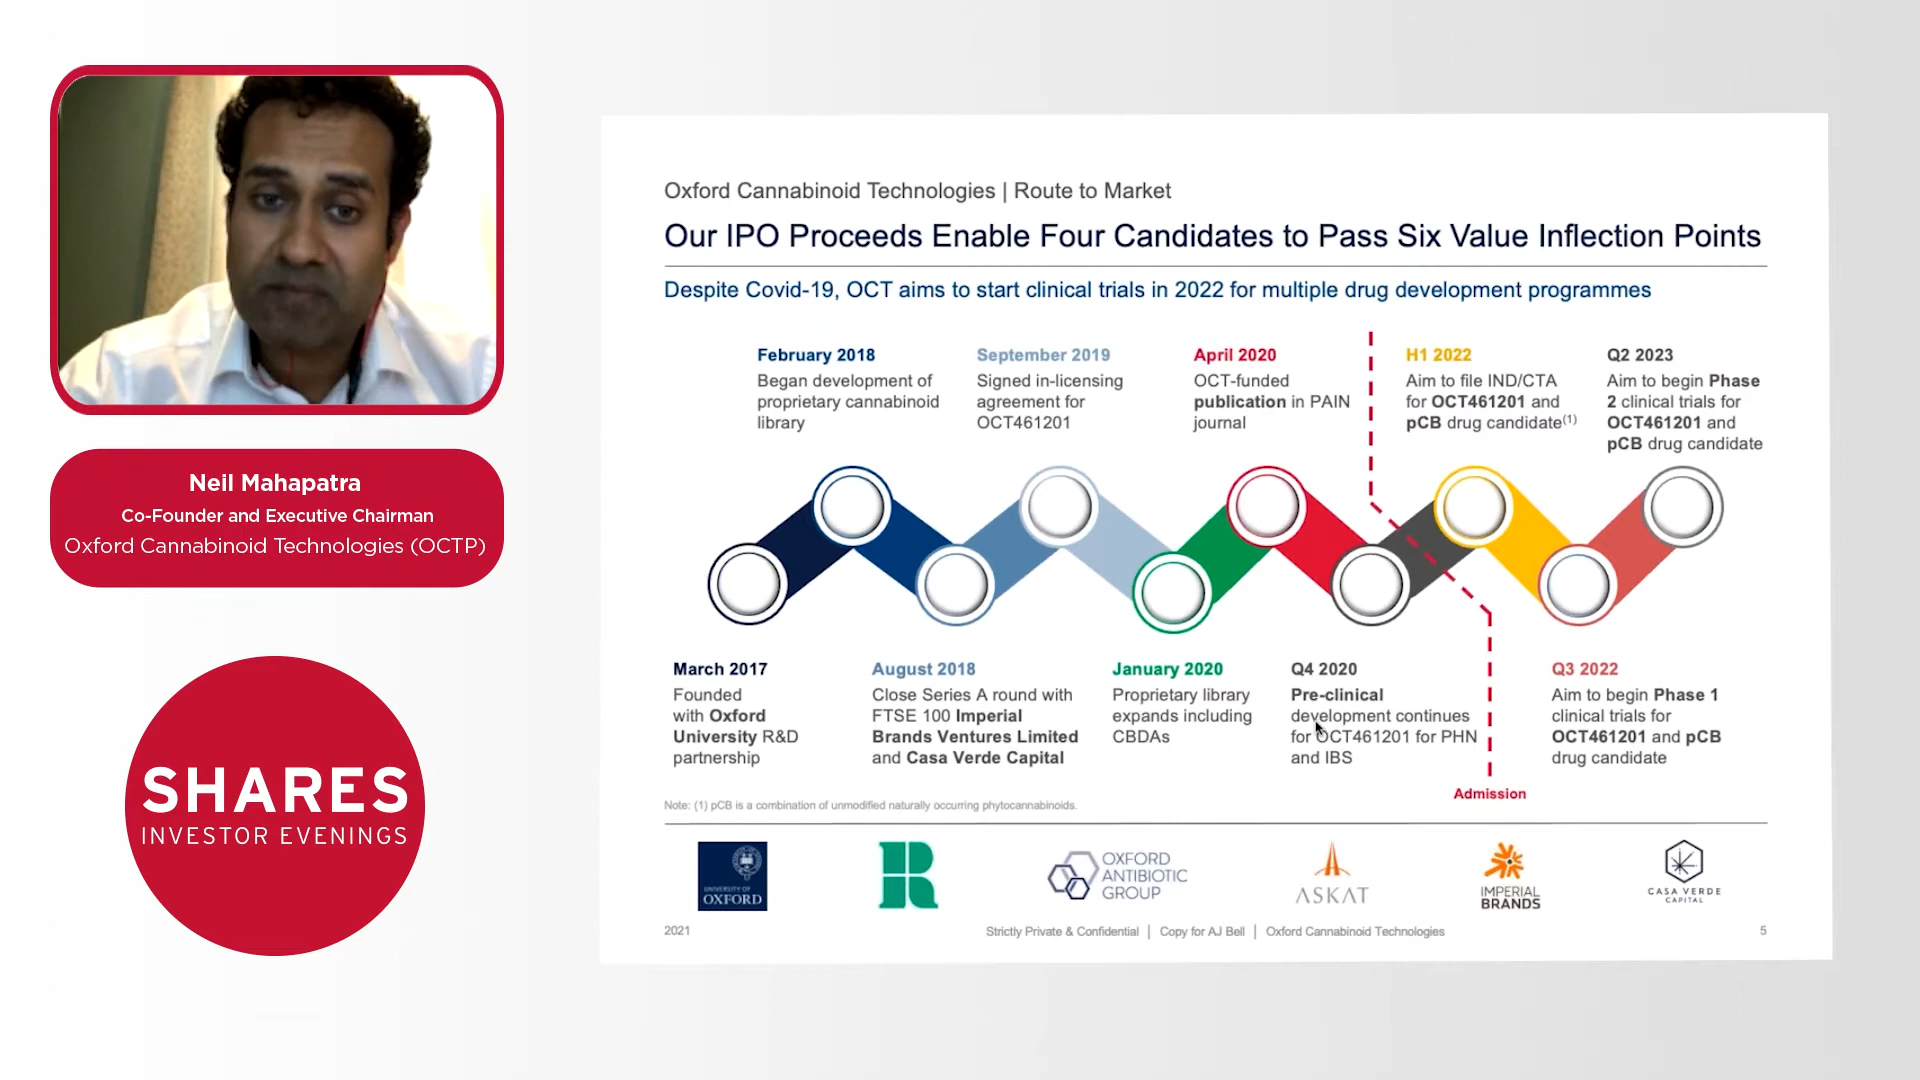 Neil Mahapatra
Co-Founder and Executive Chairman
Oxford Cannabinoid Technologies (OCTP)
SHARES
INVESTOR EVENINGS
Oxford Cannabinoid Technologies | Route to Market
Our IPO Proceeds Enable Four Candidates to Pass Six Value Inflection Points
Despite Covid-19, OCT aims to start clinical trials in 2022 for multiple drug development programmes
February 2018
Began development of
proprietary cannabinoid
library
September 2019
Signed in-licensing
agreement for
OCT461201
April 2020
OCT-funded
publication in PAIN
journal
H1 2022
Aim to file IND/CTA
for OCT461201 and
pCB drug candidate(1)
Q2 2023
Aim to begin Phase
2 clinical trials for
OCT461201 and
pCB drug candidate
March 2017
Founded
with Oxford
University R&D
partnership
August 2018
Close Series A round with
FTSE 100 Imperial
Brands Ventures Limited
and Casa Verde Capital
January 2020
Proprietary library
expands including
CBDAs
Q4 2020
Pre-clinical
development continues
for OCT461201 for PHN
and IBS
Q3 2022
Aim to begin Phase 1
clinical trials for
OCT461201 and pCB
drug candidate
Admission
Note: (1) pCB is a combination of unmodified naturally occurring phytocannabinoids.
UNIVERSITY OF
OXFORD
R
OXFORD
ANTIBIOTIC
GROUP
ASKAT
IMPERIAL
BRANDS
CASA VERDE
CAPITAL
2021
Strictly Private & Confidential | Copy for AJ Bell | Oxford Cannabinoid Technologies
5